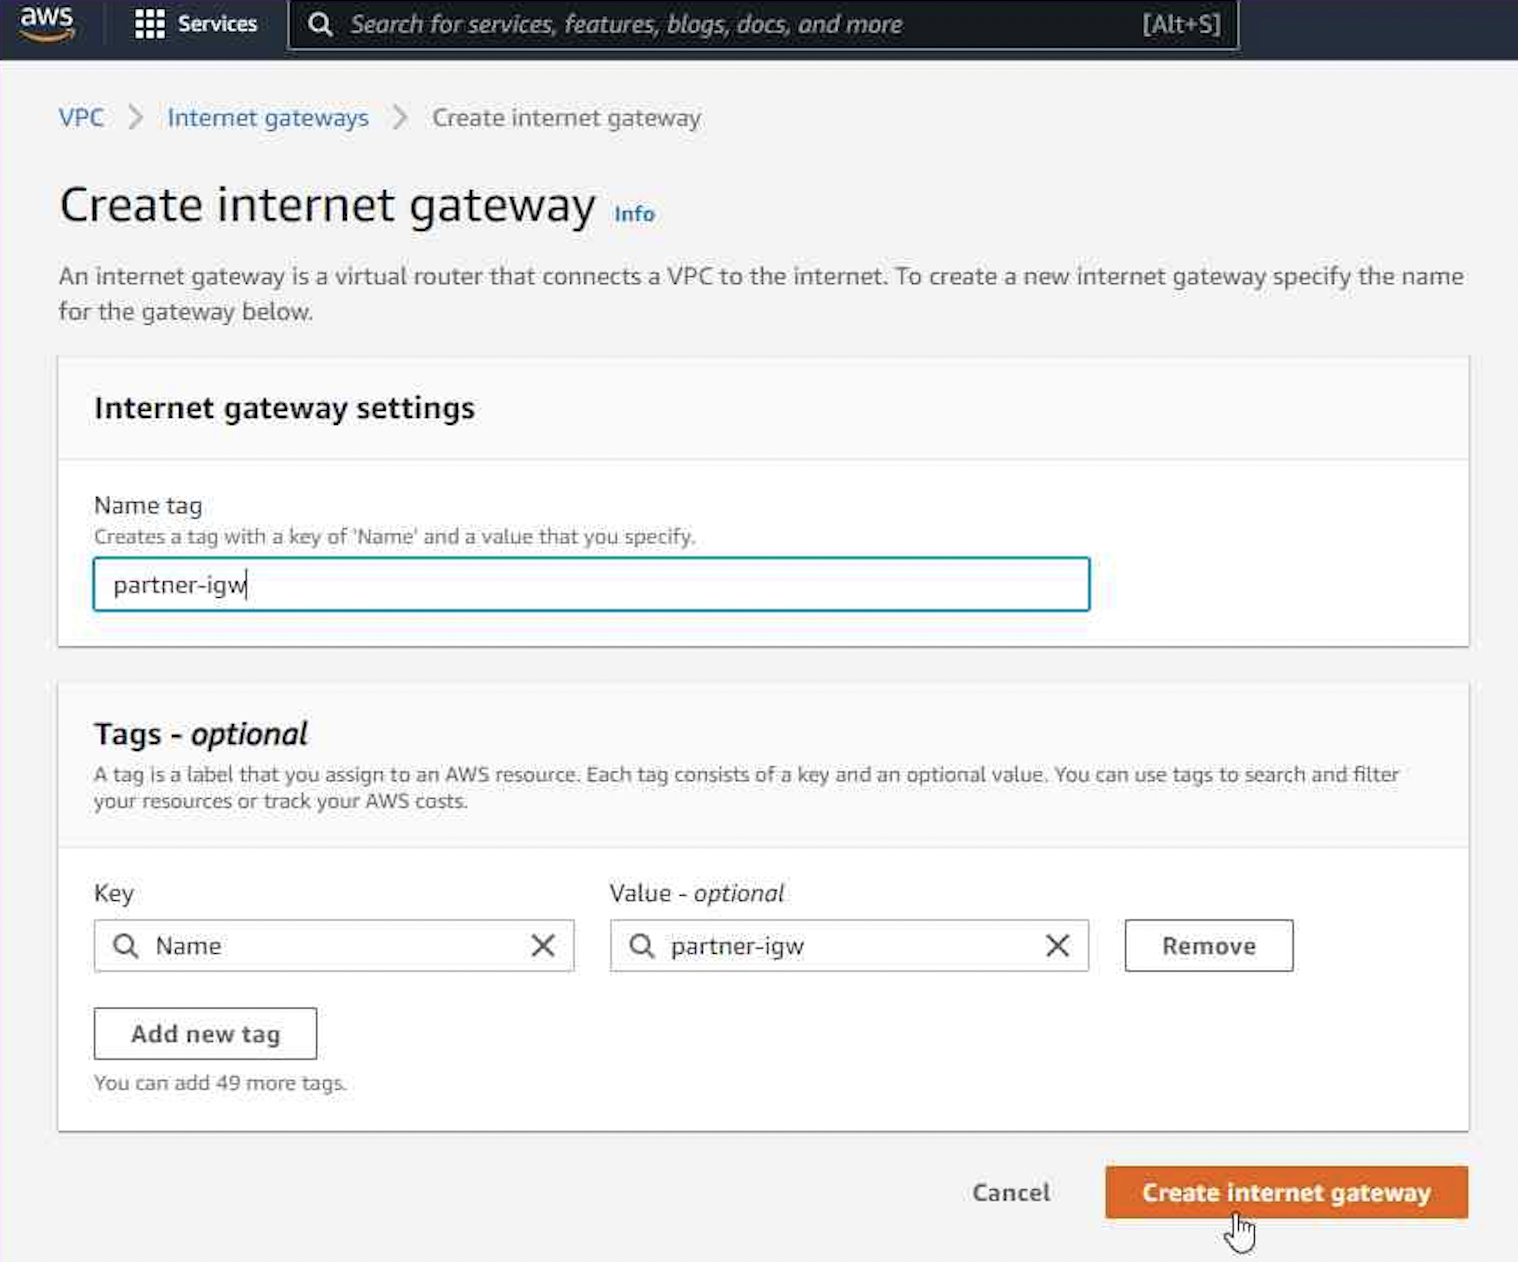 aws
Services
Search for services, features, blogs, docs, and more
[Alt+S]
VPC > Internet gateways > Create internet gateway
Create internet gateway Info
An internet gateway is a virtual router that connects a VPC to the internet. To create a new internet gateway specify the name
for the gateway below.
Internet gateway settings
Name tag
Creates a tag with a key of 'Name' and a value that you specify.
partner-igw
Tags - optional
A tag is a label that you assign to an AWS resource. Each tag consists of a key and an optional value. You can use tags to search and filter
your resources or track your AWS costs.
Key
Value - optional
Name
partner-igw
Remove
Add new tag
You can add 49 more tags.
Cancel
Create internet gateway